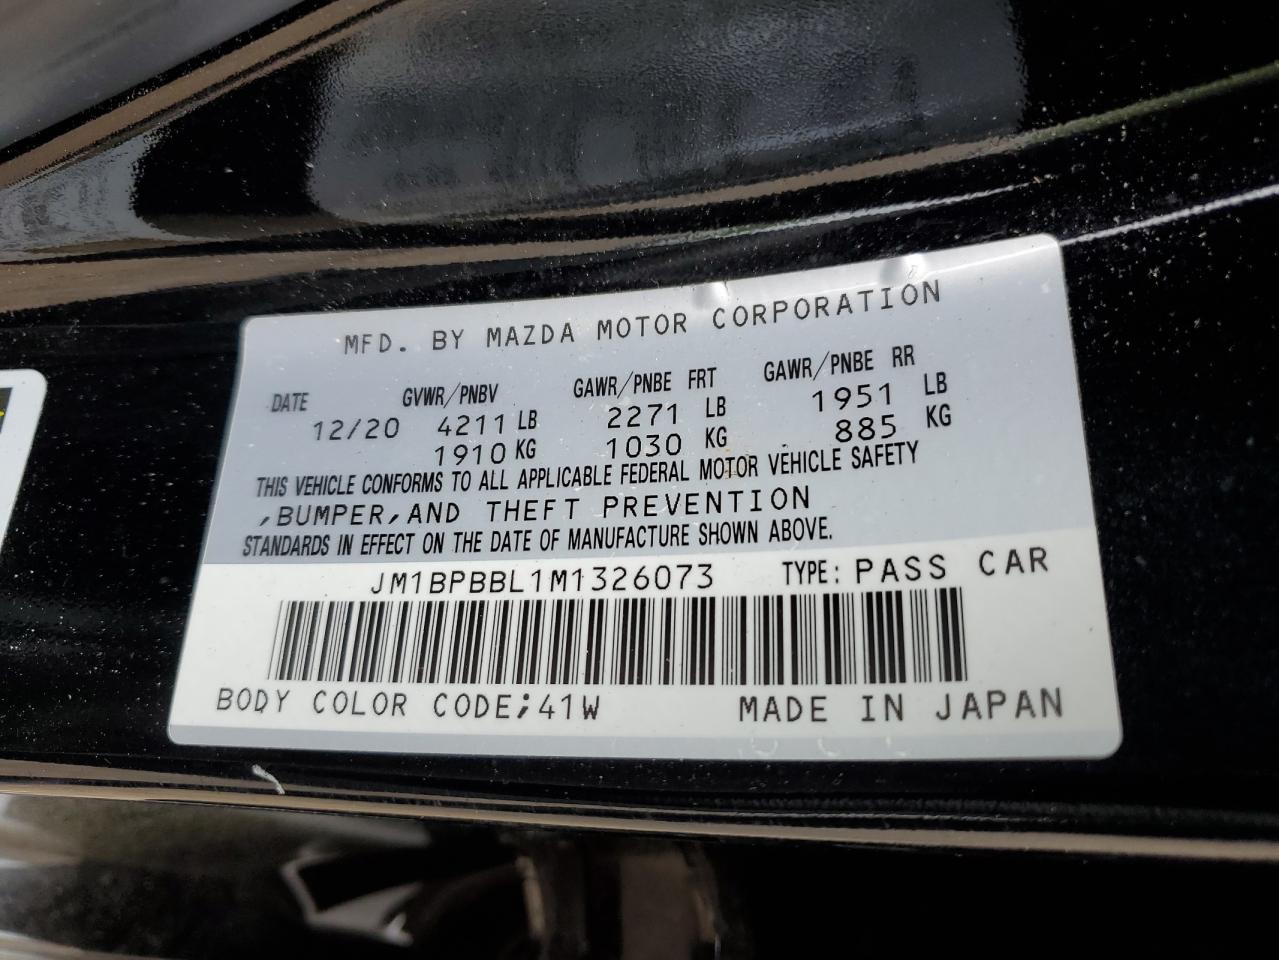 MFD. BY MAZDA MOTOR CORPORATION
DATE GVWR/PNBV GAWR/PNBE FRT GAWR/PNBE RR
12/20 4211 LB 2271 LB 1951 LB
1910 KG 1030 KG 885 KG
THIS VEHICLE CONFORMS TO ALL APPLICABLE FEDERAL MOTOR VEHICLE SAFETY
,BUMPER,AND THEFT PREVENTION
STANDARDS IN EFFECT ON THE DATE OF MANUFACTURE SHOWN ABOVE.
JM1BPBBL1M1326073 TYPE: PASS CAR
BODY COLOR CODE;41W MADE IN JAPAN